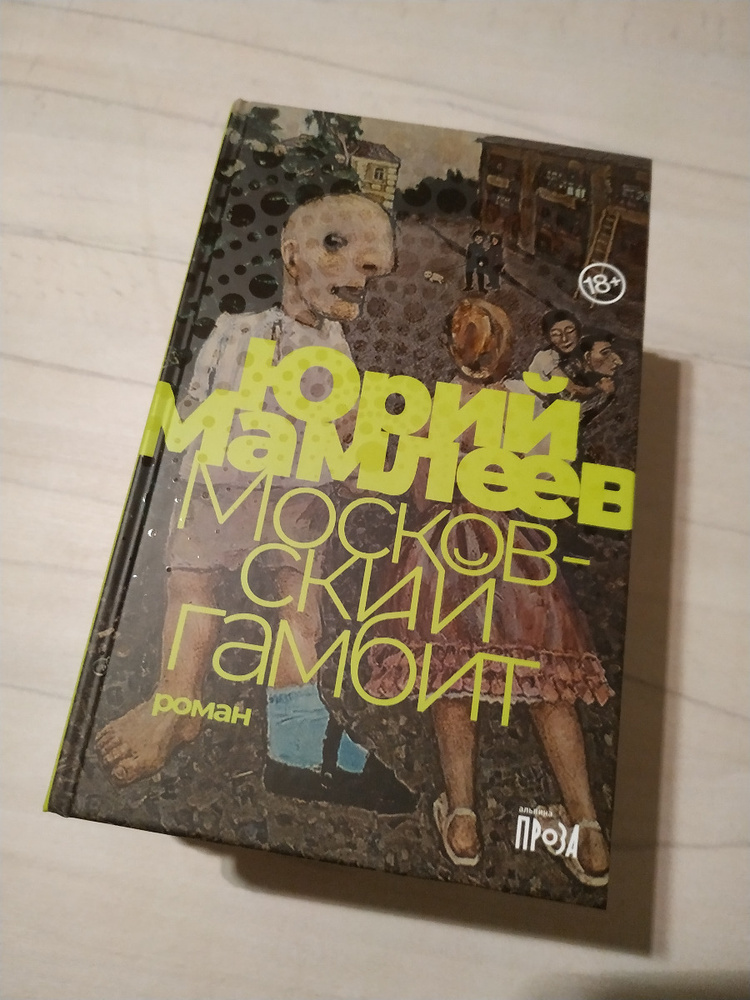 18+
Юрий
Мамлеев
Москов-
ский
гамбит
роман
альпина
ПРОЗА